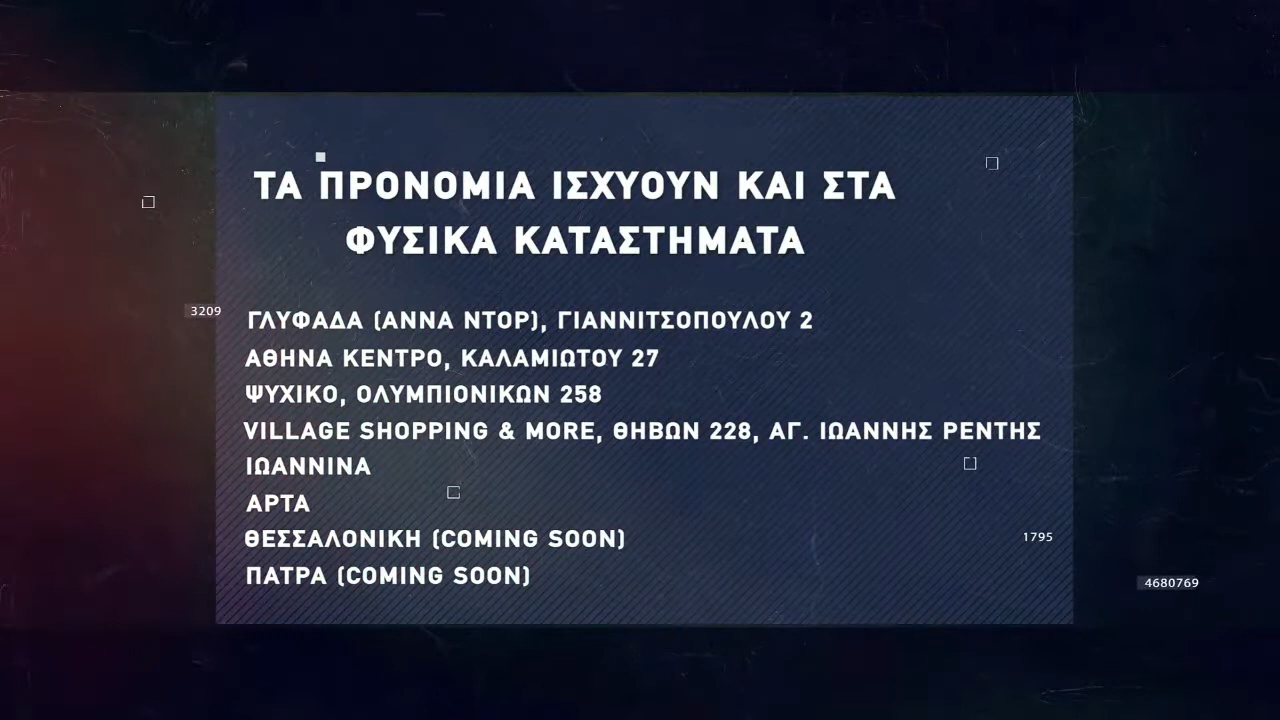 ΤΑ ΠΡΟΝΟΜΙΑ ΙΣΧΥΟΥΝ ΚΑΙ ΣΤΑ
ΦΥΣΙΚΑ ΚΑΤΑΣΤΗΜΑΤΑ
3209
ΓΛΥΦΑΔΑ (ΑΝΝΑ ΝΤΟΡ), ΓΙΑΝΝΙΤΣΟΠΟΥΛΟΥ 2
ΑΘΗΝΑ ΚΕΝΤΡΟ, ΚΑΛΑΜΙΩΤΟΥ 27
ΨΥΧΙΚΟ, ΟΛΥΜΠΙΟΝΙΚΩΝ 258
VILLAGE SHOPPING & MORE, ΘΗΒΩΝ 228, ΑΓ. ΙΩΑΝΝΗΣ ΡΕΝΤΗΣ
ΙΩΑΝΝΙΝΑ
ΑΡΤΑ
ΘΕΣΣΑΛΟΝΙΚΗ (COMING SOON)
1795
ΠΑΤΡΑ (COMING SOON)
4680769